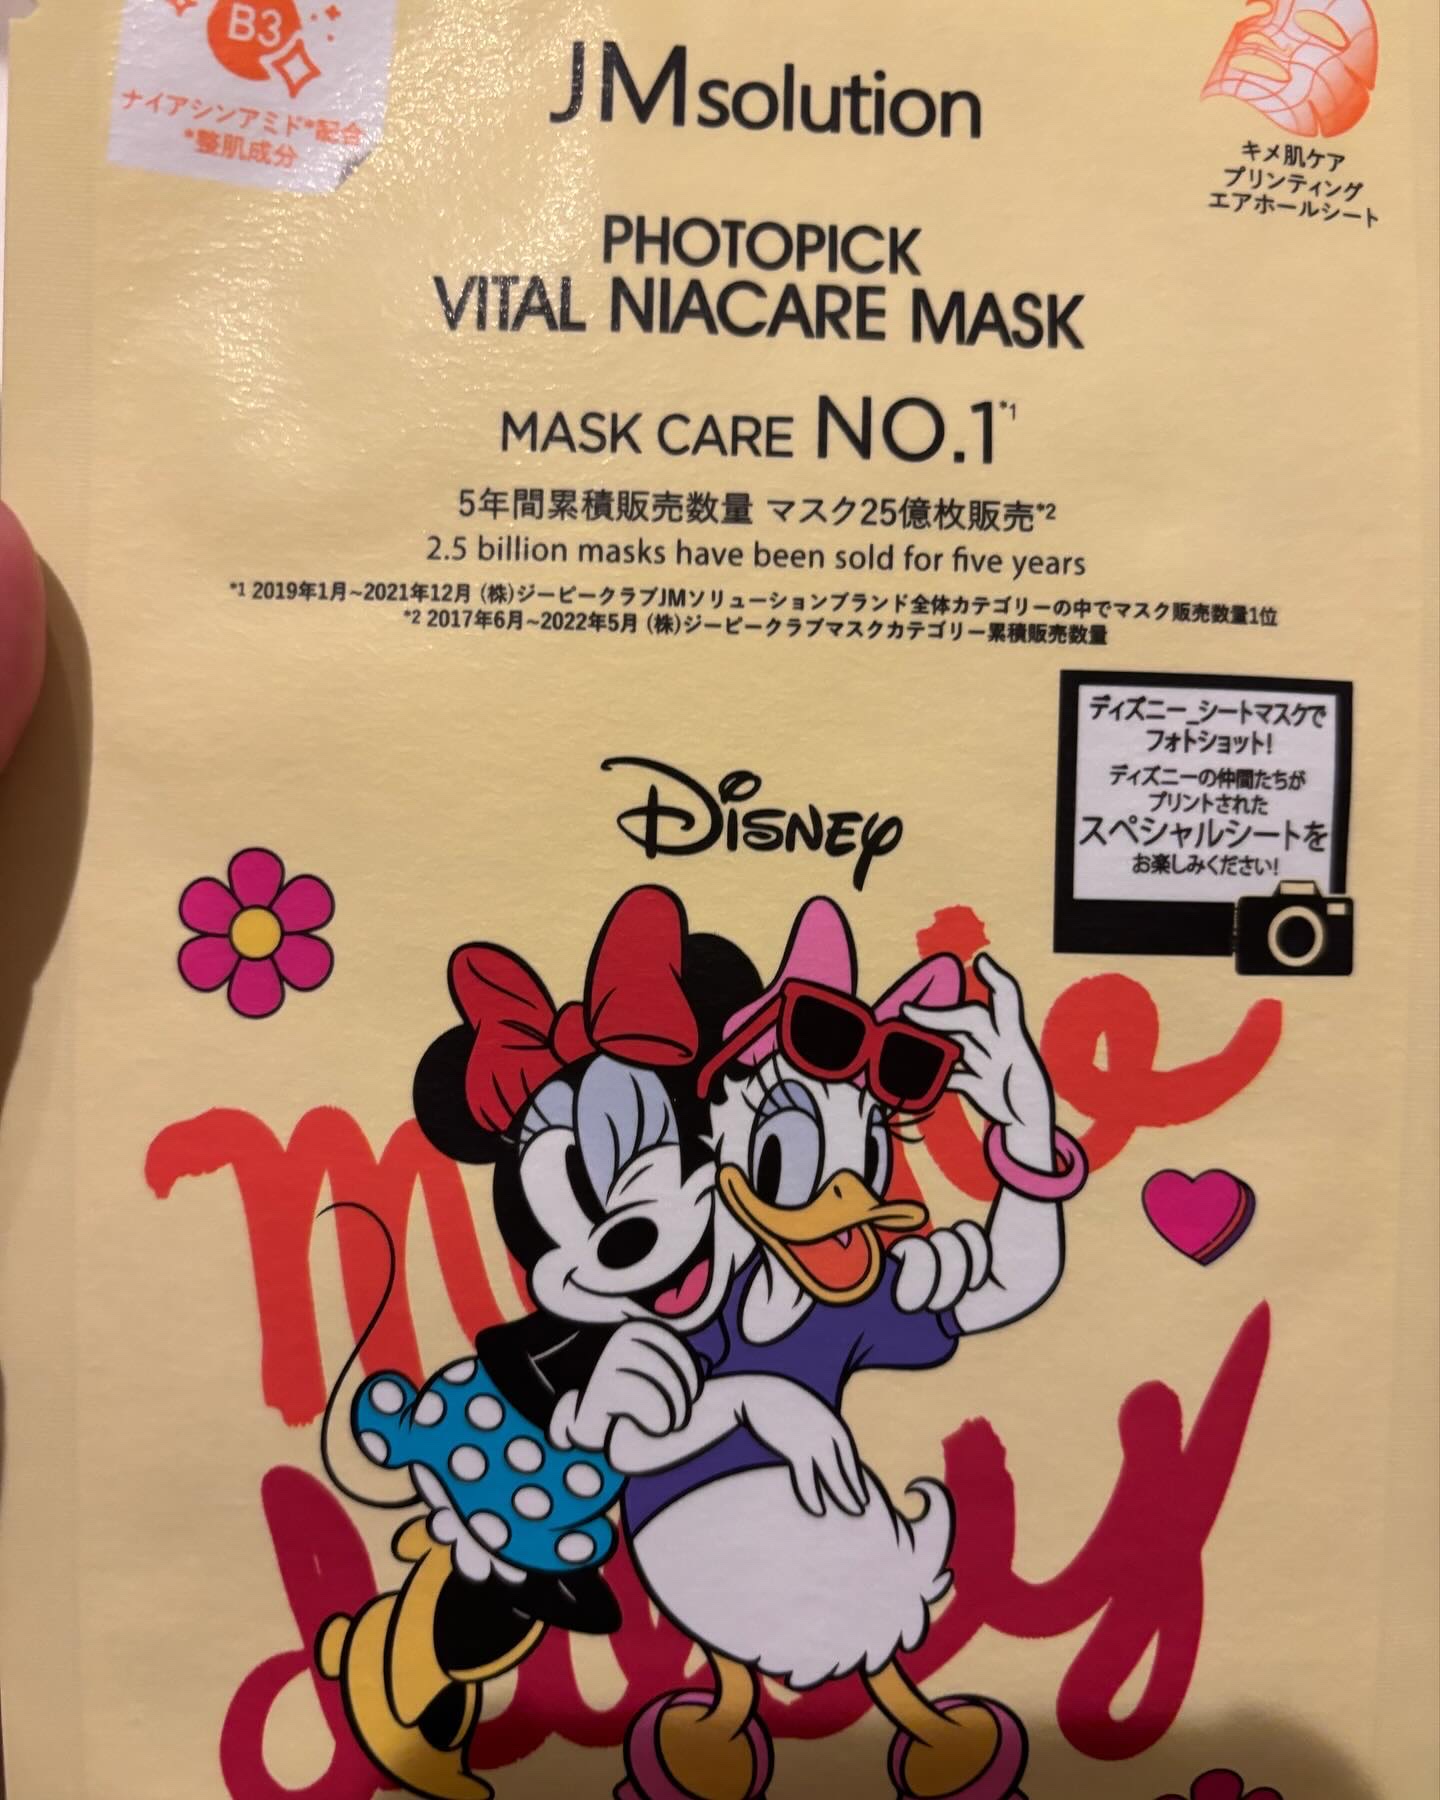 B3
ナイアシンアミド*配合
*整肌成分
JMsolution
キメ肌ケア
プリンティング
エアホールシート
PHOTOPICK
VITAL NIACARE MASK
MASK CARE NO.1*1
5年間累積販売数量 マスク25億枚販売*2
2.5 billion masks have been sold for five years
*1 2019年1月~2021年12月 (株)ジーピークラブJMソリューションブランド全体カテゴリーの中でマスク販売数量1位
*2 2017年6月~2022年5月 (株)ジーピークラブマスクカテゴリー累積販売数量
ディズニー_シートマスクで
フォトショット!
ディズニーの仲間たちが
プリントされた
スペシャルシートを
お楽しみください!
Disney